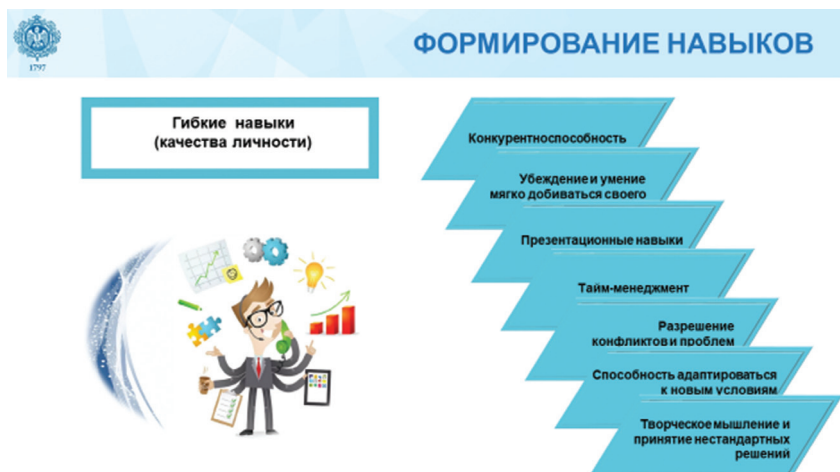 ФОРМИРОВАНИЕ НАВЫКОВ
1797
Гибкие навыки
(качества личности)
Конкурентноспособность
Убеждение и умение
мягко добиваться своего
Презентационные навыки
Тайм-менеджмент
Разрешение
конфликтов и проблем
Способность адаптироваться
к новым условиям
Творческое мышление и
принятие нестандартных
решений